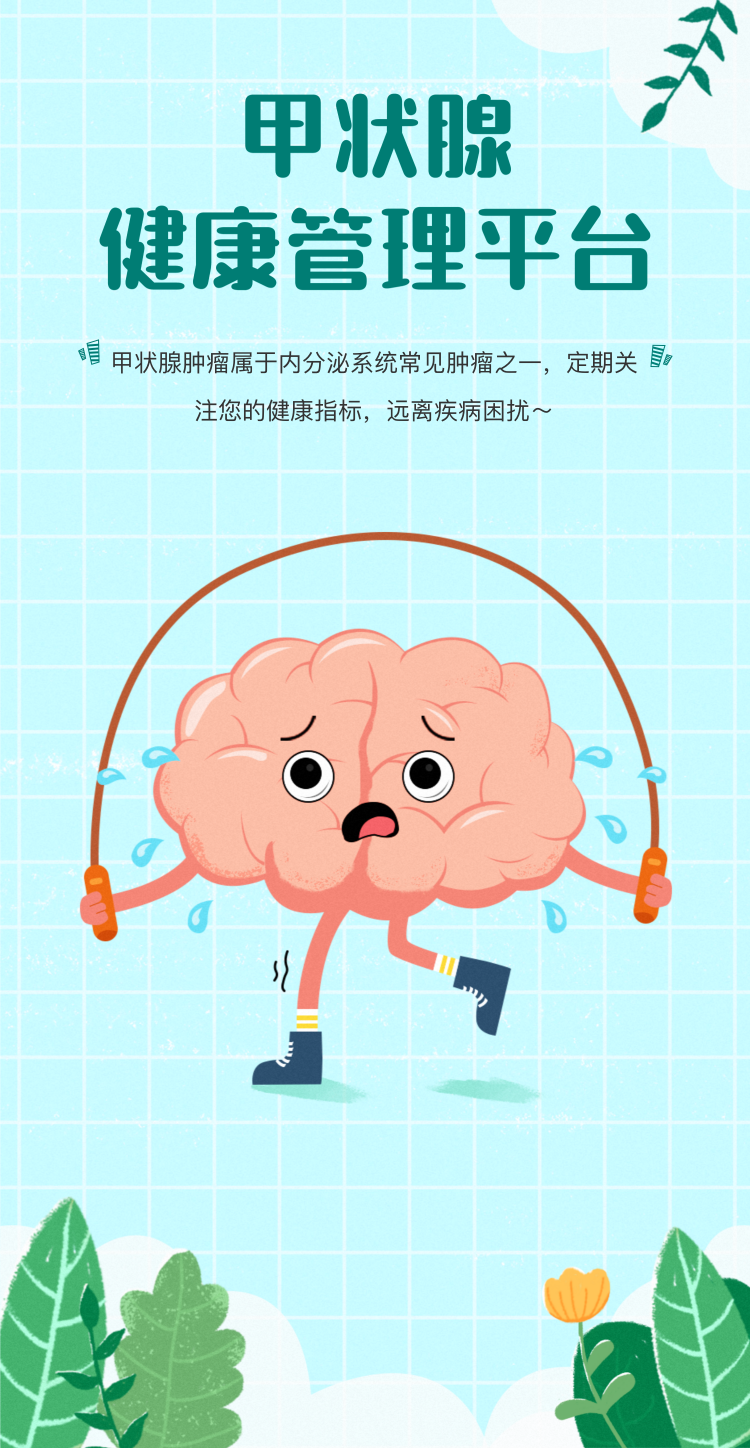 甲状腺
健康管理平台
甲状腺肿瘤属于内分泌系统常见肿瘤之一，定期关
注您的健康指标，远离疾病困扰～